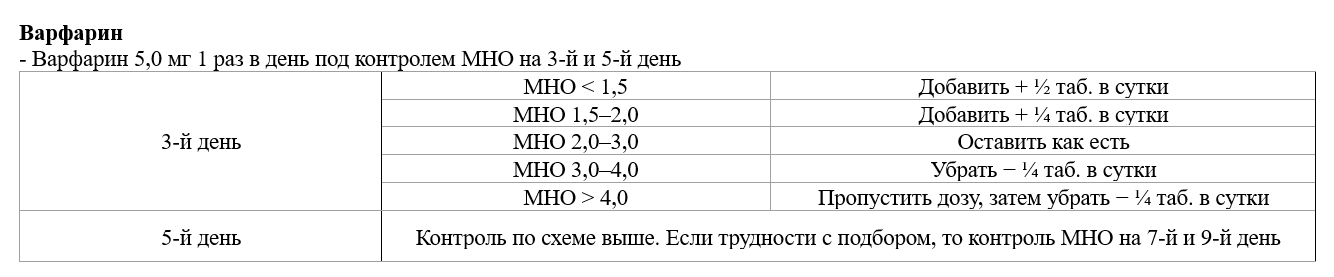 Варфарин
- Варфарин 5,0 мг 1 раз в день под контролем МНО на 3-й и 5-й день
3-й день
МНО < 1,5
Добавить + ½ таб. в сутки
МНО 1,5–2,0
Добавить + ¼ таб. в сутки
МНО 2,0–3,0
Оставить как есть
МНО 3,0–4,0
Убрать − ¼ таб. в сутки
МНО > 4,0
Пропустить дозу, затем убрать − ¼ таб. в сутки
5-й день
Контроль по схеме выше. Если трудности с подбором, то контроль МНО на 7-й и 9-й день